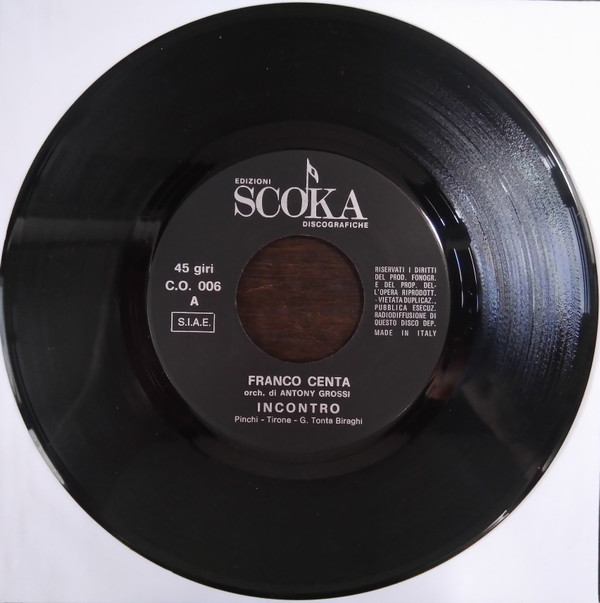 EDIZIONI
SCOKA
DISCOGRAFICHE
45 giri
C.O. 006
A
S.I.A.E.
RISERVATI I DIRITTI
DEL PROD. FONOGR.
E DEL PROP. DEL-
L'OPERA RIPRODOTT.
-VIETATA DUPLICAZ.,
PUBBLICA ESECUZ.
RADIODIFFUSIONE DI
QUESTO DISCO DEP.
MADE IN ITALY
FRANCO CENTA
orch. di ANTONY GROSSI
INCONTRO
Pinchi - Tirone - G. Tonta Biraghi